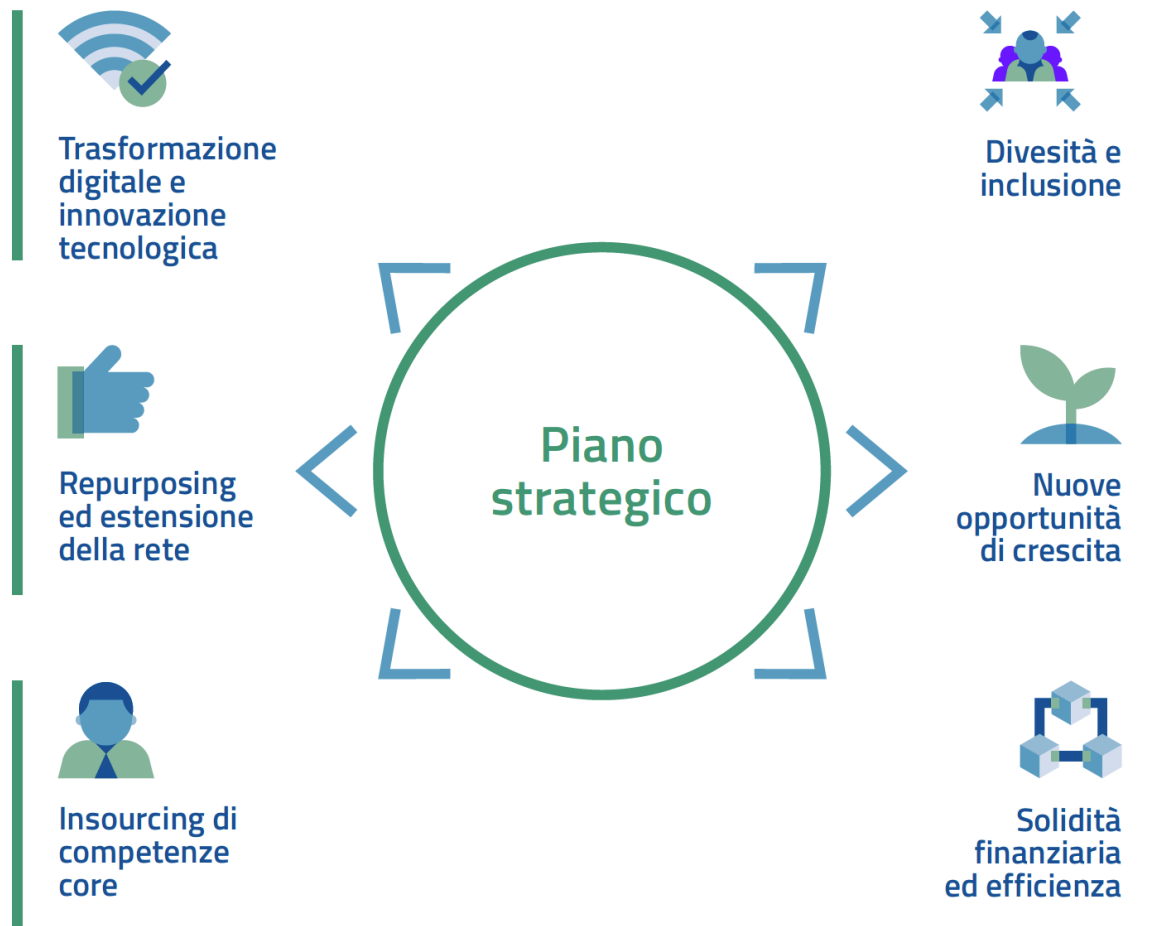 Trasformazione
digitale e
innovazione
tecnologica
Divesità e
inclusione
Piano
strategico
Repurposing
ed estensione
della rete
Nuove
opportunità
di crescita
Insourcing di
competenze
core
Solidità
finanziaria
ed efficienza